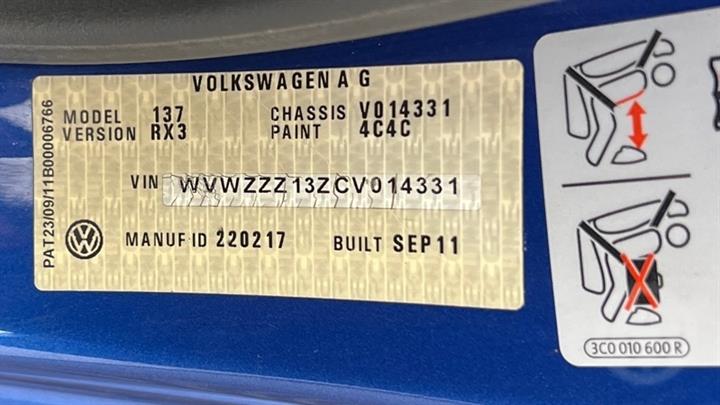 VOLKSWAGEN A G
MODEL 137 CHASSIS V014331
VERSION RX3 PAINT 4C4C
VIN WVWZZZ13ZCV014331
MANUF ID 220217 BUILT SEP11
PAT23/09/11B00006766
3C0 010 600 R